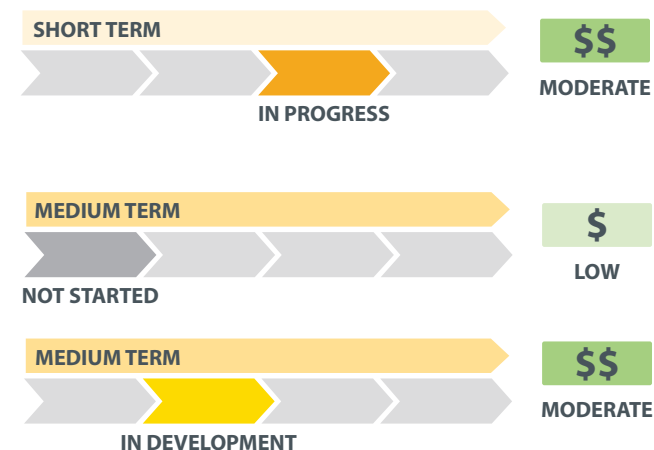 SHORT TERM
$$
MODERATE
IN PROGRESS
MEDIUM TERM
$
LOW
NOT STARTED
MEDIUM TERM
$$
MODERATE
IN DEVELOPMENT